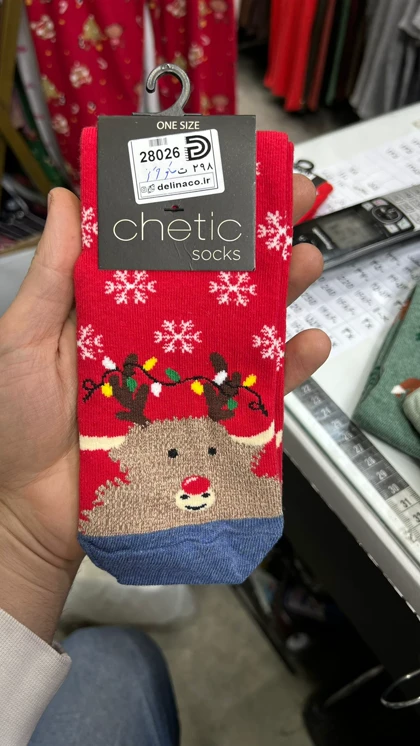 ONE SIZE
28026
۲۹۸ ت
delinaco.ir
chetic
socks